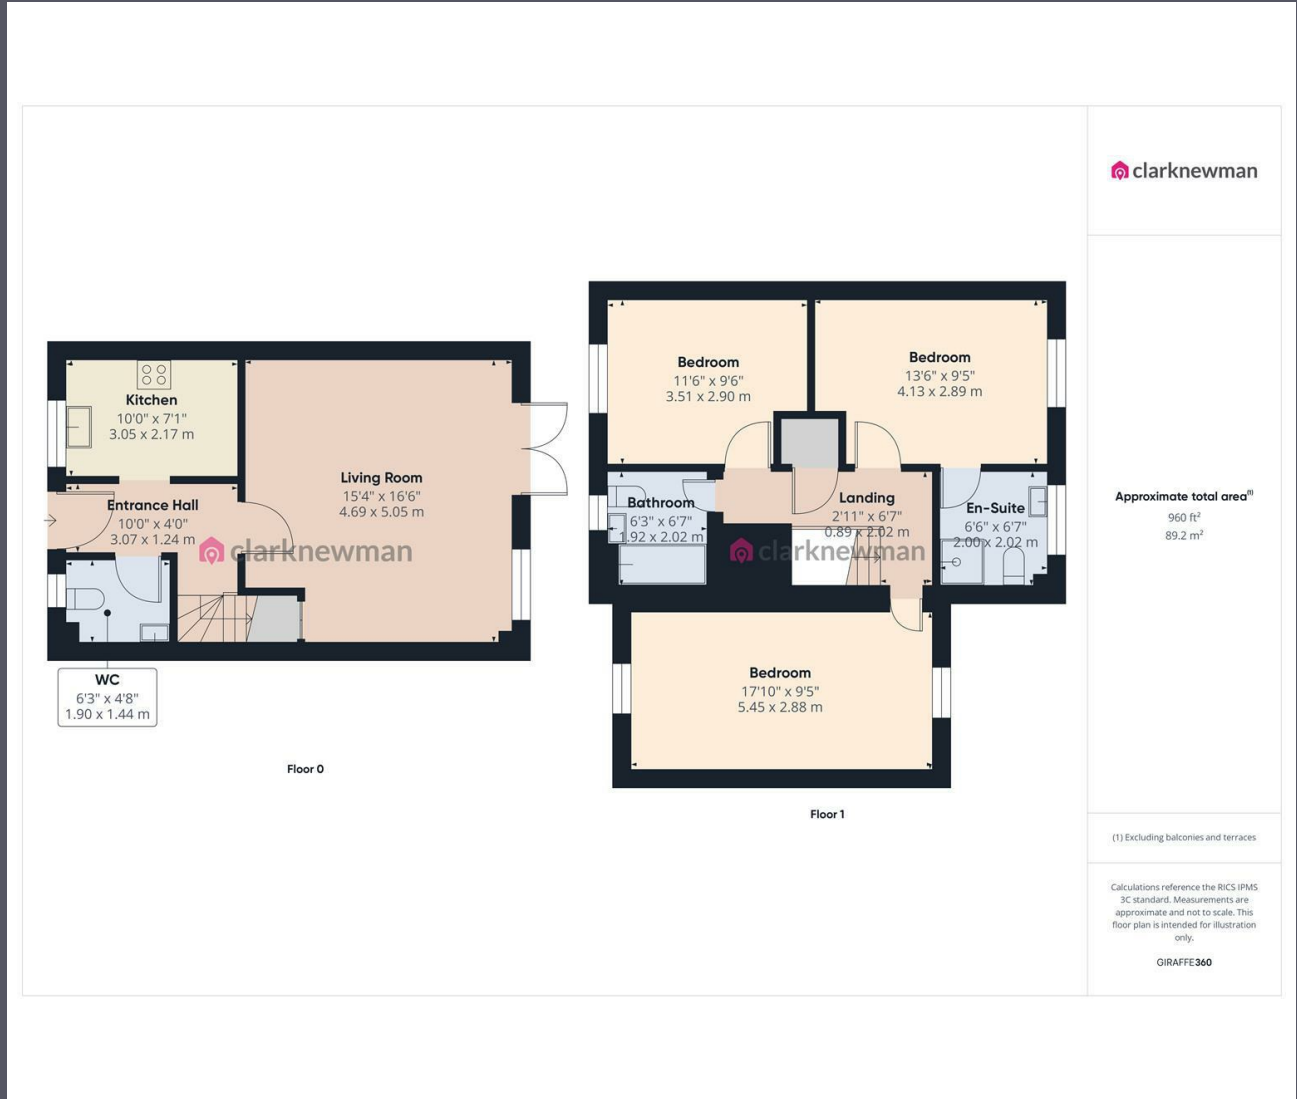 clarknewman
Kitchen
10'0" x 7'1"
3.05 x 2.17 m
Living Room
15'4" x 16'6"
4.69 x 5.05 m
Entrance Hall
10'0" x 4'0"
3.07 x 1.24 m
clarknewman
WC
6'3" x 4'8"
1.90 x 1.44 m
Floor 0
Bedroom
11'6" x 9'6"
3.51 x 2.90 m
Bedroom
13'6" x 9'5"
4.13 x 2.89 m
Bathroom
6'3" x 6'7"
1.92 x 2.02 m
Landing
2'11" x 6'7"
0.89 x 2.02 m
En-Suite
6'6" x 6'7"
2.00 x 2.02 m
clarknewman
Bedroom
17'10" x 9'5"
5.45 x 2.88 m
Floor 1
Approximate total area(1)
960 ft²
89.2 m²
(1) Excluding balconies and terraces
Calculations reference the RICS IPMS
3C standard. Measurements are
approximate and not to scale. This
floor plan is intended for illustration
only.
GIRAFFE360